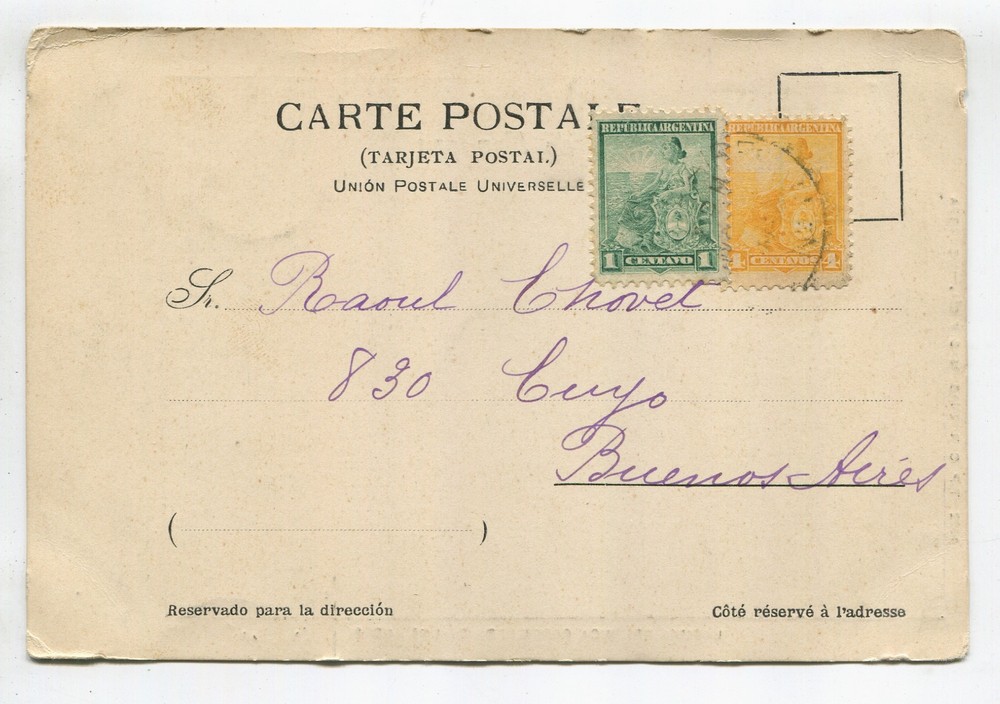 CARTE POSTALE
(TARJETA POSTAL)
UNIÓN POSTALE UNIVERSELLE
REPUBLICA ARGENTINA
1 CENTAVO 1
REPUBLICA ARGENTINA
4 CENTAVOS 4
Sr. Raoul Chovet
830 Cuyo
Buenos-Aires
( )
Reservado para la dirección
Côté réservé à l'adresse